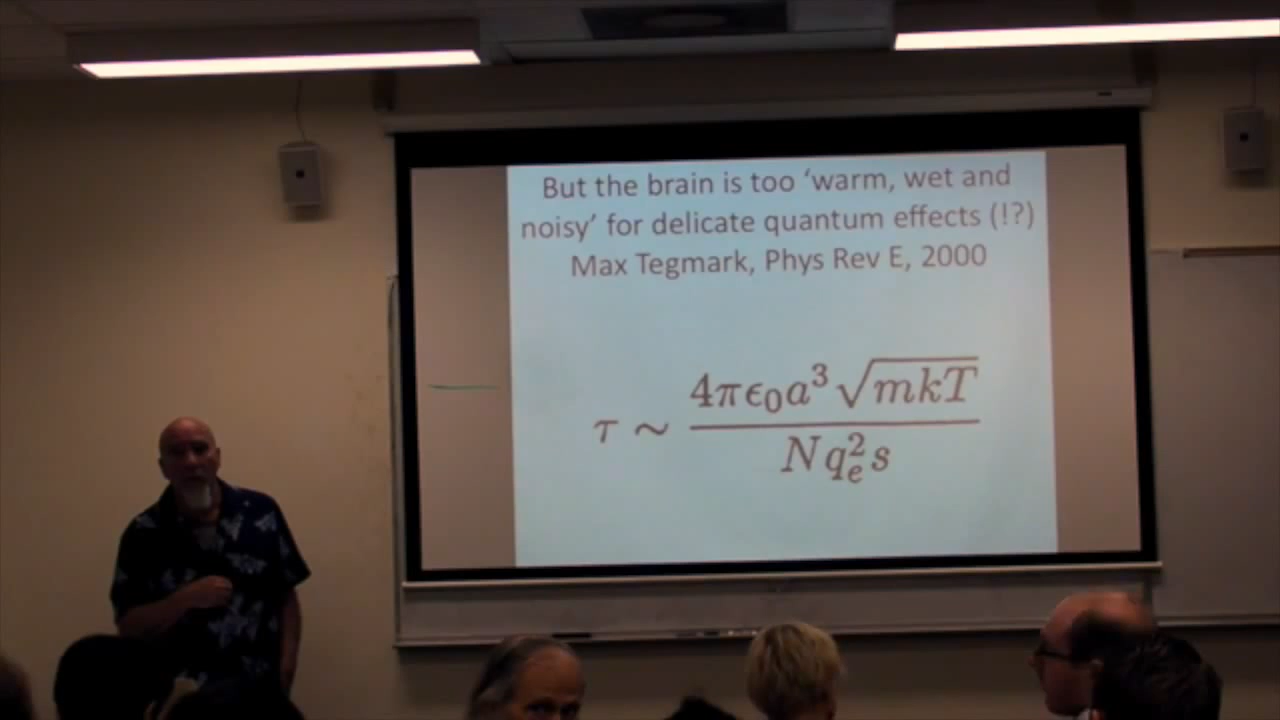 But the brain is too ‘warm, wet and
noisy’ for delicate quantum effects (!?)
Max Tegmark, Phys Rev E, 2000
τ ∼ 4πϵ₀a³√mkT
Nqₑ²s